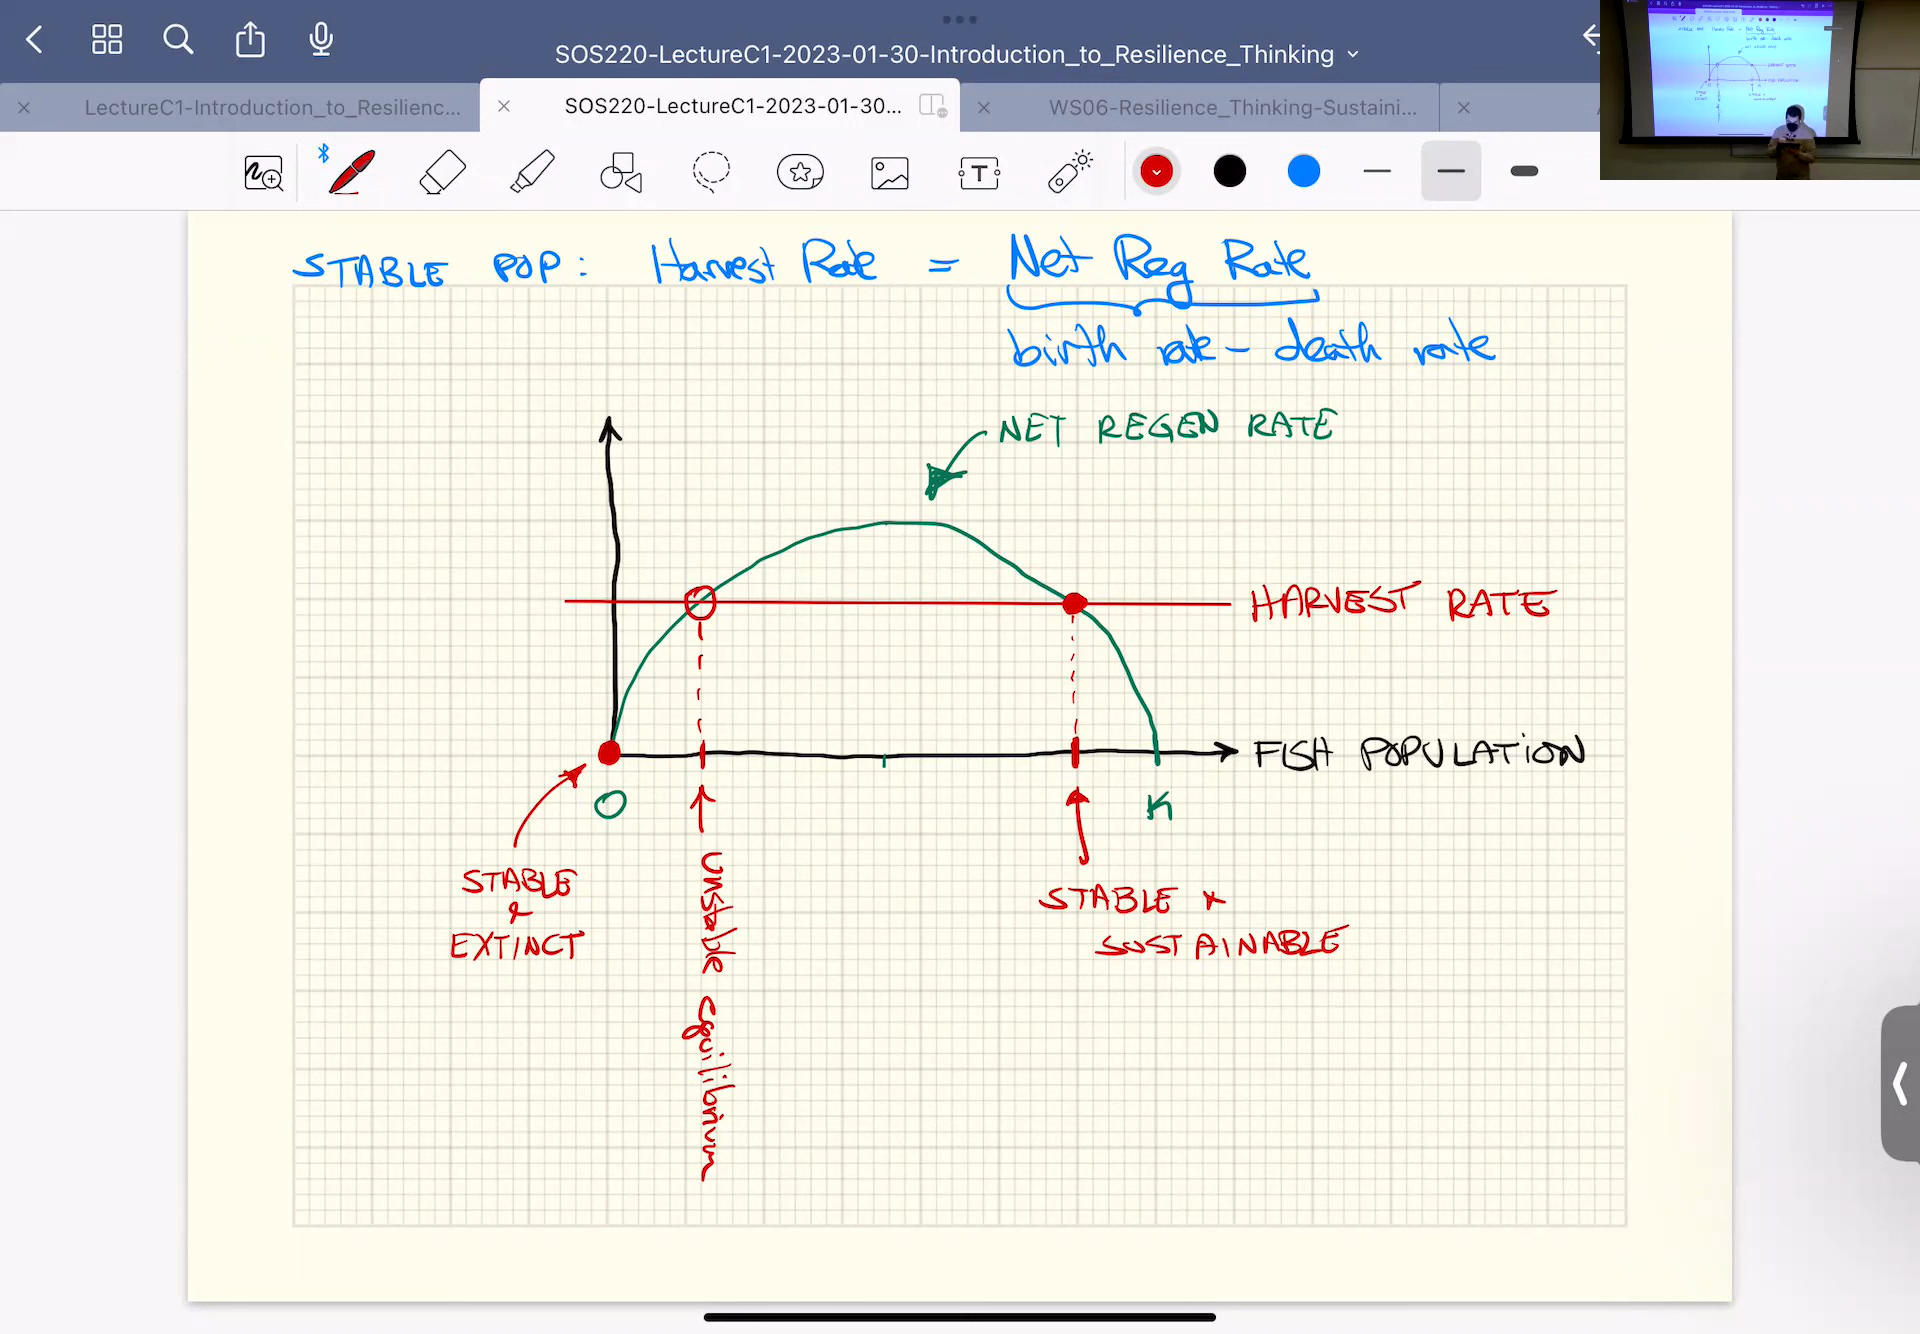 SOS220-LectureC1-2023-01-30-Introduction_to_Resilience_Thinking
LectureC1-Introduction_to_Resilienc...
SOS220-LectureC1-2023-01-30...
WS06-Resilience_Thinking-Sustaini...
STABLE POP: Harvest Rate = Net Reg Rate
birth rate - death rate
NET REGEN RATE
HARVEST RATE
FISH POPULATION
O
K
STABLE
&
EXTINCT
unstable equilibrium
STABLE &
SUSTAINABLE